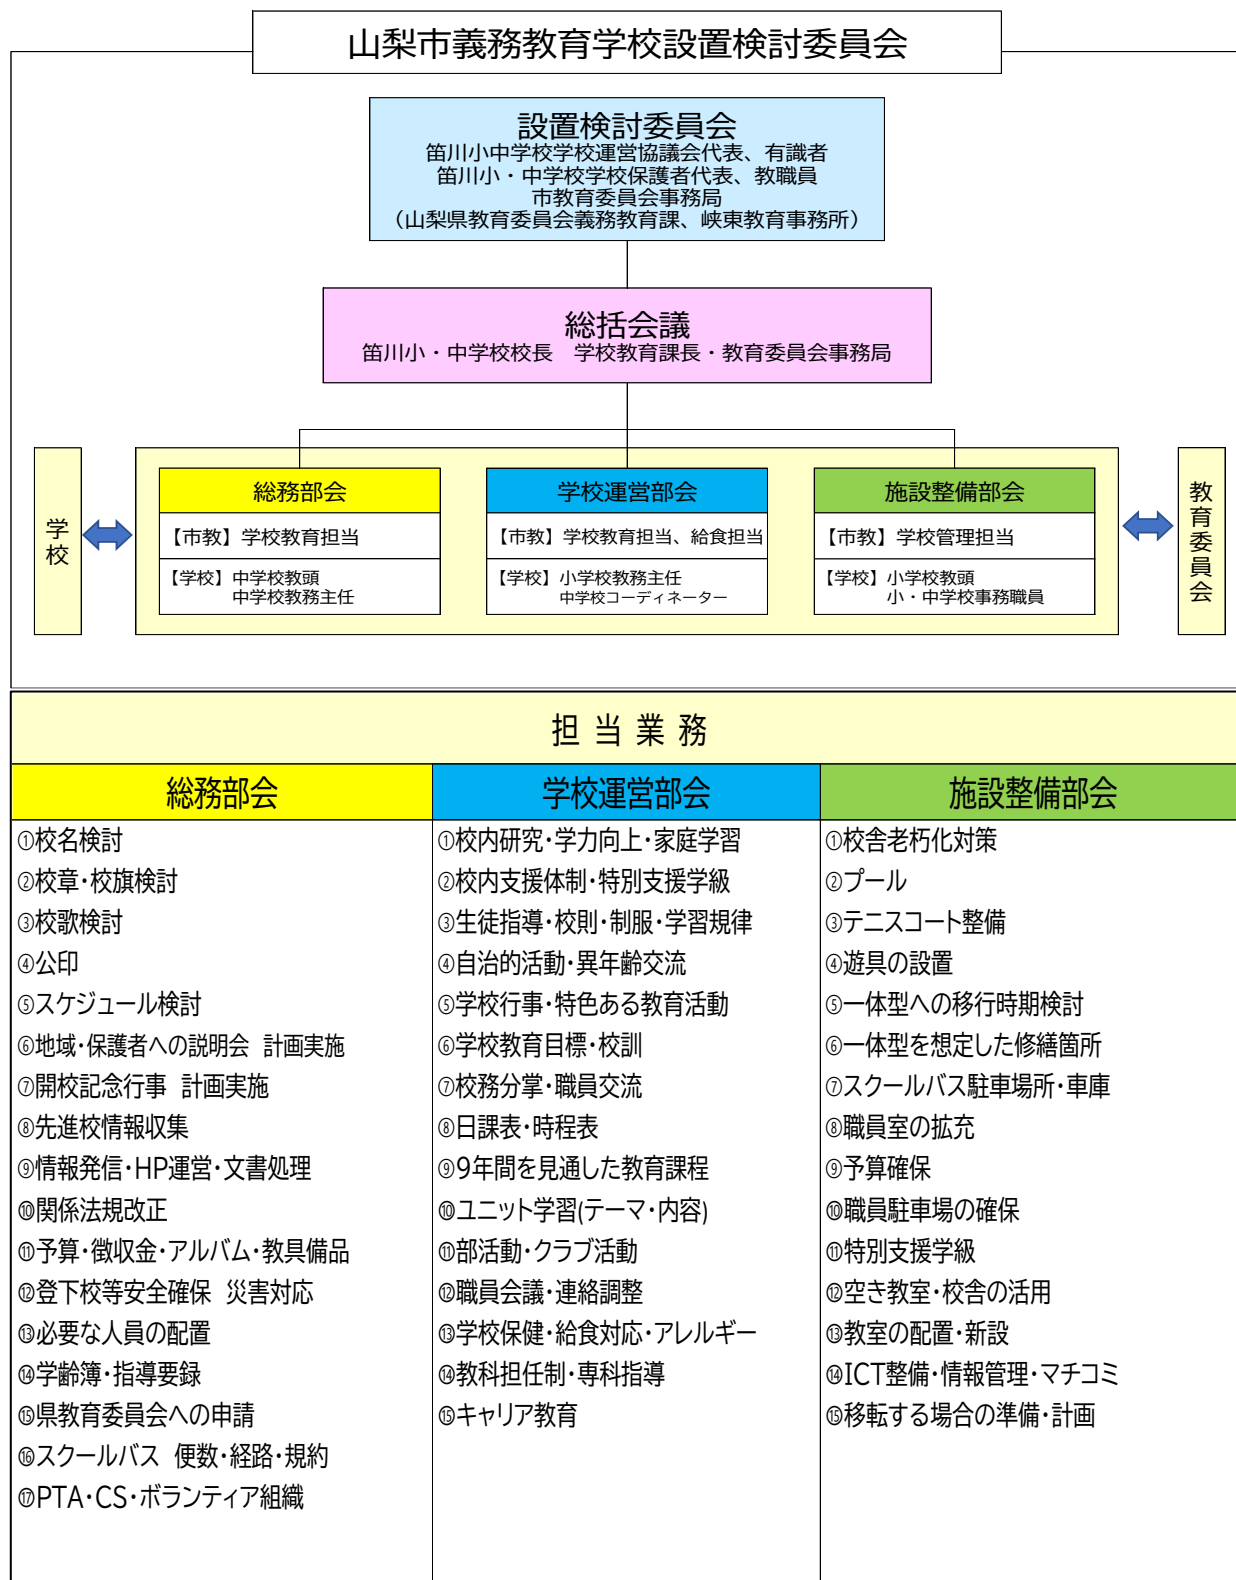 山梨市義務教育学校設置検討委員会
設置検討委員会
笛川小中学校学校運営協議会代表、有識者
笛川小・中学校学校保護者代表、教職員
市教育委員会事務局
（山梨県教育委員会義務教育課、峡東教育事務所）
総括会議
笛川小・中学校校長　学校教育課長・教育委員会事務局
学校
総務部会
【市教】学校教育担当
【学校】中学校教頭
中学校教務主任
学校運営部会
【市教】学校教育担当、給食担当
【学校】小学校教務主任
中学校コーディネーター
施設整備部会
【市教】学校管理担当
【学校】小学校教頭
小・中学校事務職員
教育委員会
担当業務
総務部会
①校名検討
②校章・校旗検討
③校歌検討
④公印
⑤スケジュール検討
⑥地域・保護者への説明会 計画実施
⑦開校記念行事 計画実施
⑧先進校情報収集
⑨情報発信・HP運営・文書処理
⑩関係法規改正
⑪予算・徴収金・アルバム・教具備品
⑫登下校等安全確保 災害対応
⑬必要な人員の配置
⑭学齢簿・指導要録
⑮県教育委員会への申請
⑯スクールバス 便数・経路・規約
⑰PTA・CS・ボランティア組織
学校運営部会
①校内研究・学力向上・家庭学習
②校内支援体制・特別支援学級
③生徒指導・校則・制服・学習規律
④自治的活動・異年齢交流
⑤学校行事・特色ある教育活動
⑥学校教育目標・校訓
⑦校務分掌・職員交流
⑧日課表・時程表
⑨9年間を見通した教育課程
⑩ユニット学習(テーマ・内容)
⑪部活動・クラブ活動
⑫職員会議・連絡調整
⑬学校保健・給食対応・アレルギー
⑭教科担任制・専科指導
⑮キャリア教育
施設整備部会
①校舎老朽化対策
②プール
③テニスコート整備
④遊具の設置
⑤一体型への移行時期検討
⑥一体型を想定した修繕箇所
⑦スクールバス駐車場所・車庫
⑧職員室の拡充
⑨予算確保
⑩職員駐車場の確保
⑪特別支援学級
⑫空き教室・校舎の活用
⑬教室の配置・新設
⑭ICT整備・情報管理・マチコミ
⑮移転する場合の準備・計画